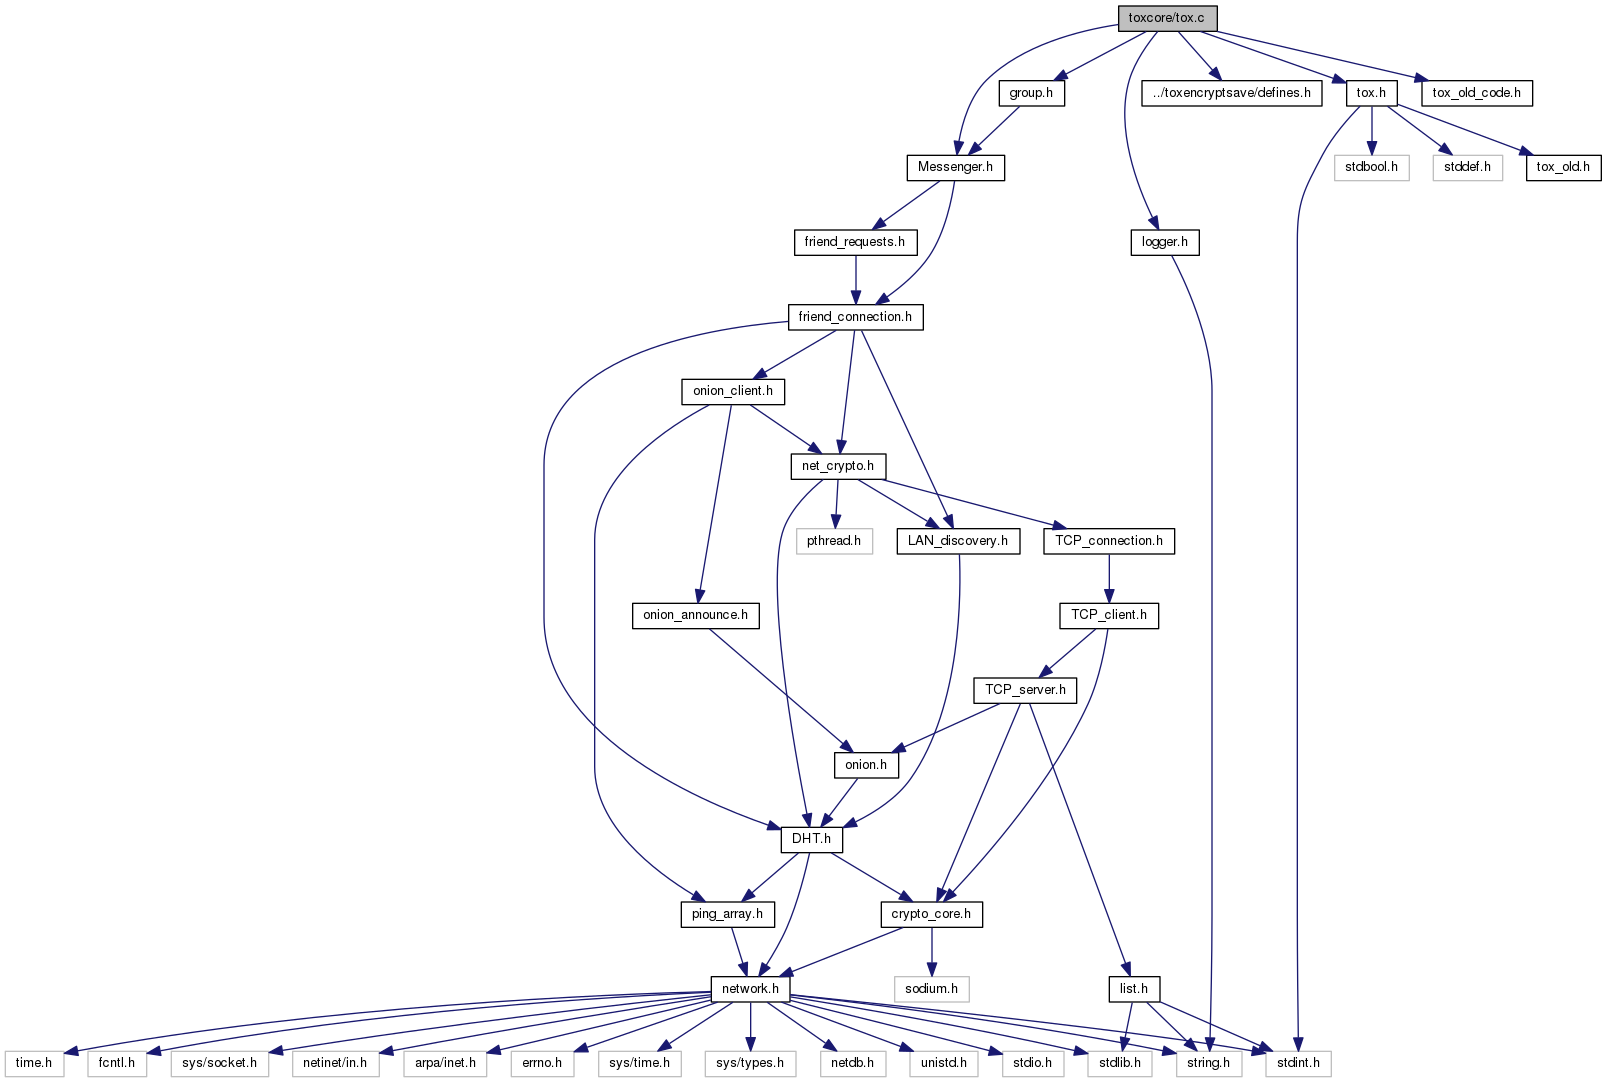 toxcore/tox.c
group.h
../toxencryptsave/defines.h
tox.h
tox_old_code.h
Messenger.h
stdbool.h
stddef.h
tox_old.h
friend_requests.h
logger.h
friend_connection.h
onion_client.h
net_crypto.h
pthread.h
LAN_discovery.h
TCP_connection.h
onion_announce.h
TCP_client.h
TCP_server.h
onion.h
DHT.h
ping_array.h
crypto_core.h
network.h
sodium.h
list.h
time.h
fcntl.h
sys/socket.h
netinet/in.h
arpa/inet.h
errno.h
sys/time.h
sys/types.h
netdb.h
unistd.h
stdio.h
stdlib.h
string.h
stdint.h